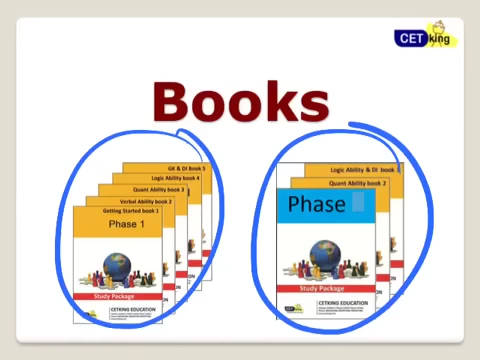 CET king
Books
GK & DI Book 5
Logic Ability book 4
Quant Ability book 3
Verbal Ability book 2
Getting Started book 1
Phase 1
Study Package
CETKING EDUCATION
Logic Ability & DI book
Quant Ability book 2
Phase
Study Package
CETKING EDUCATION